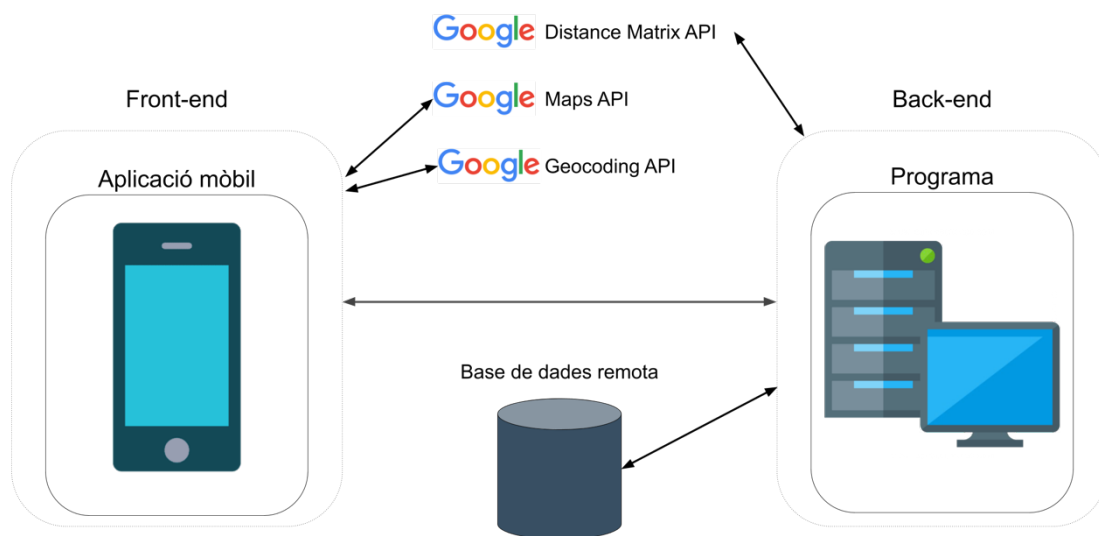 Google Distance Matrix API
Front-end
Google Maps API
Back-end
Google Geocoding API
Aplicació mòbil
Programa
Base de dades remota